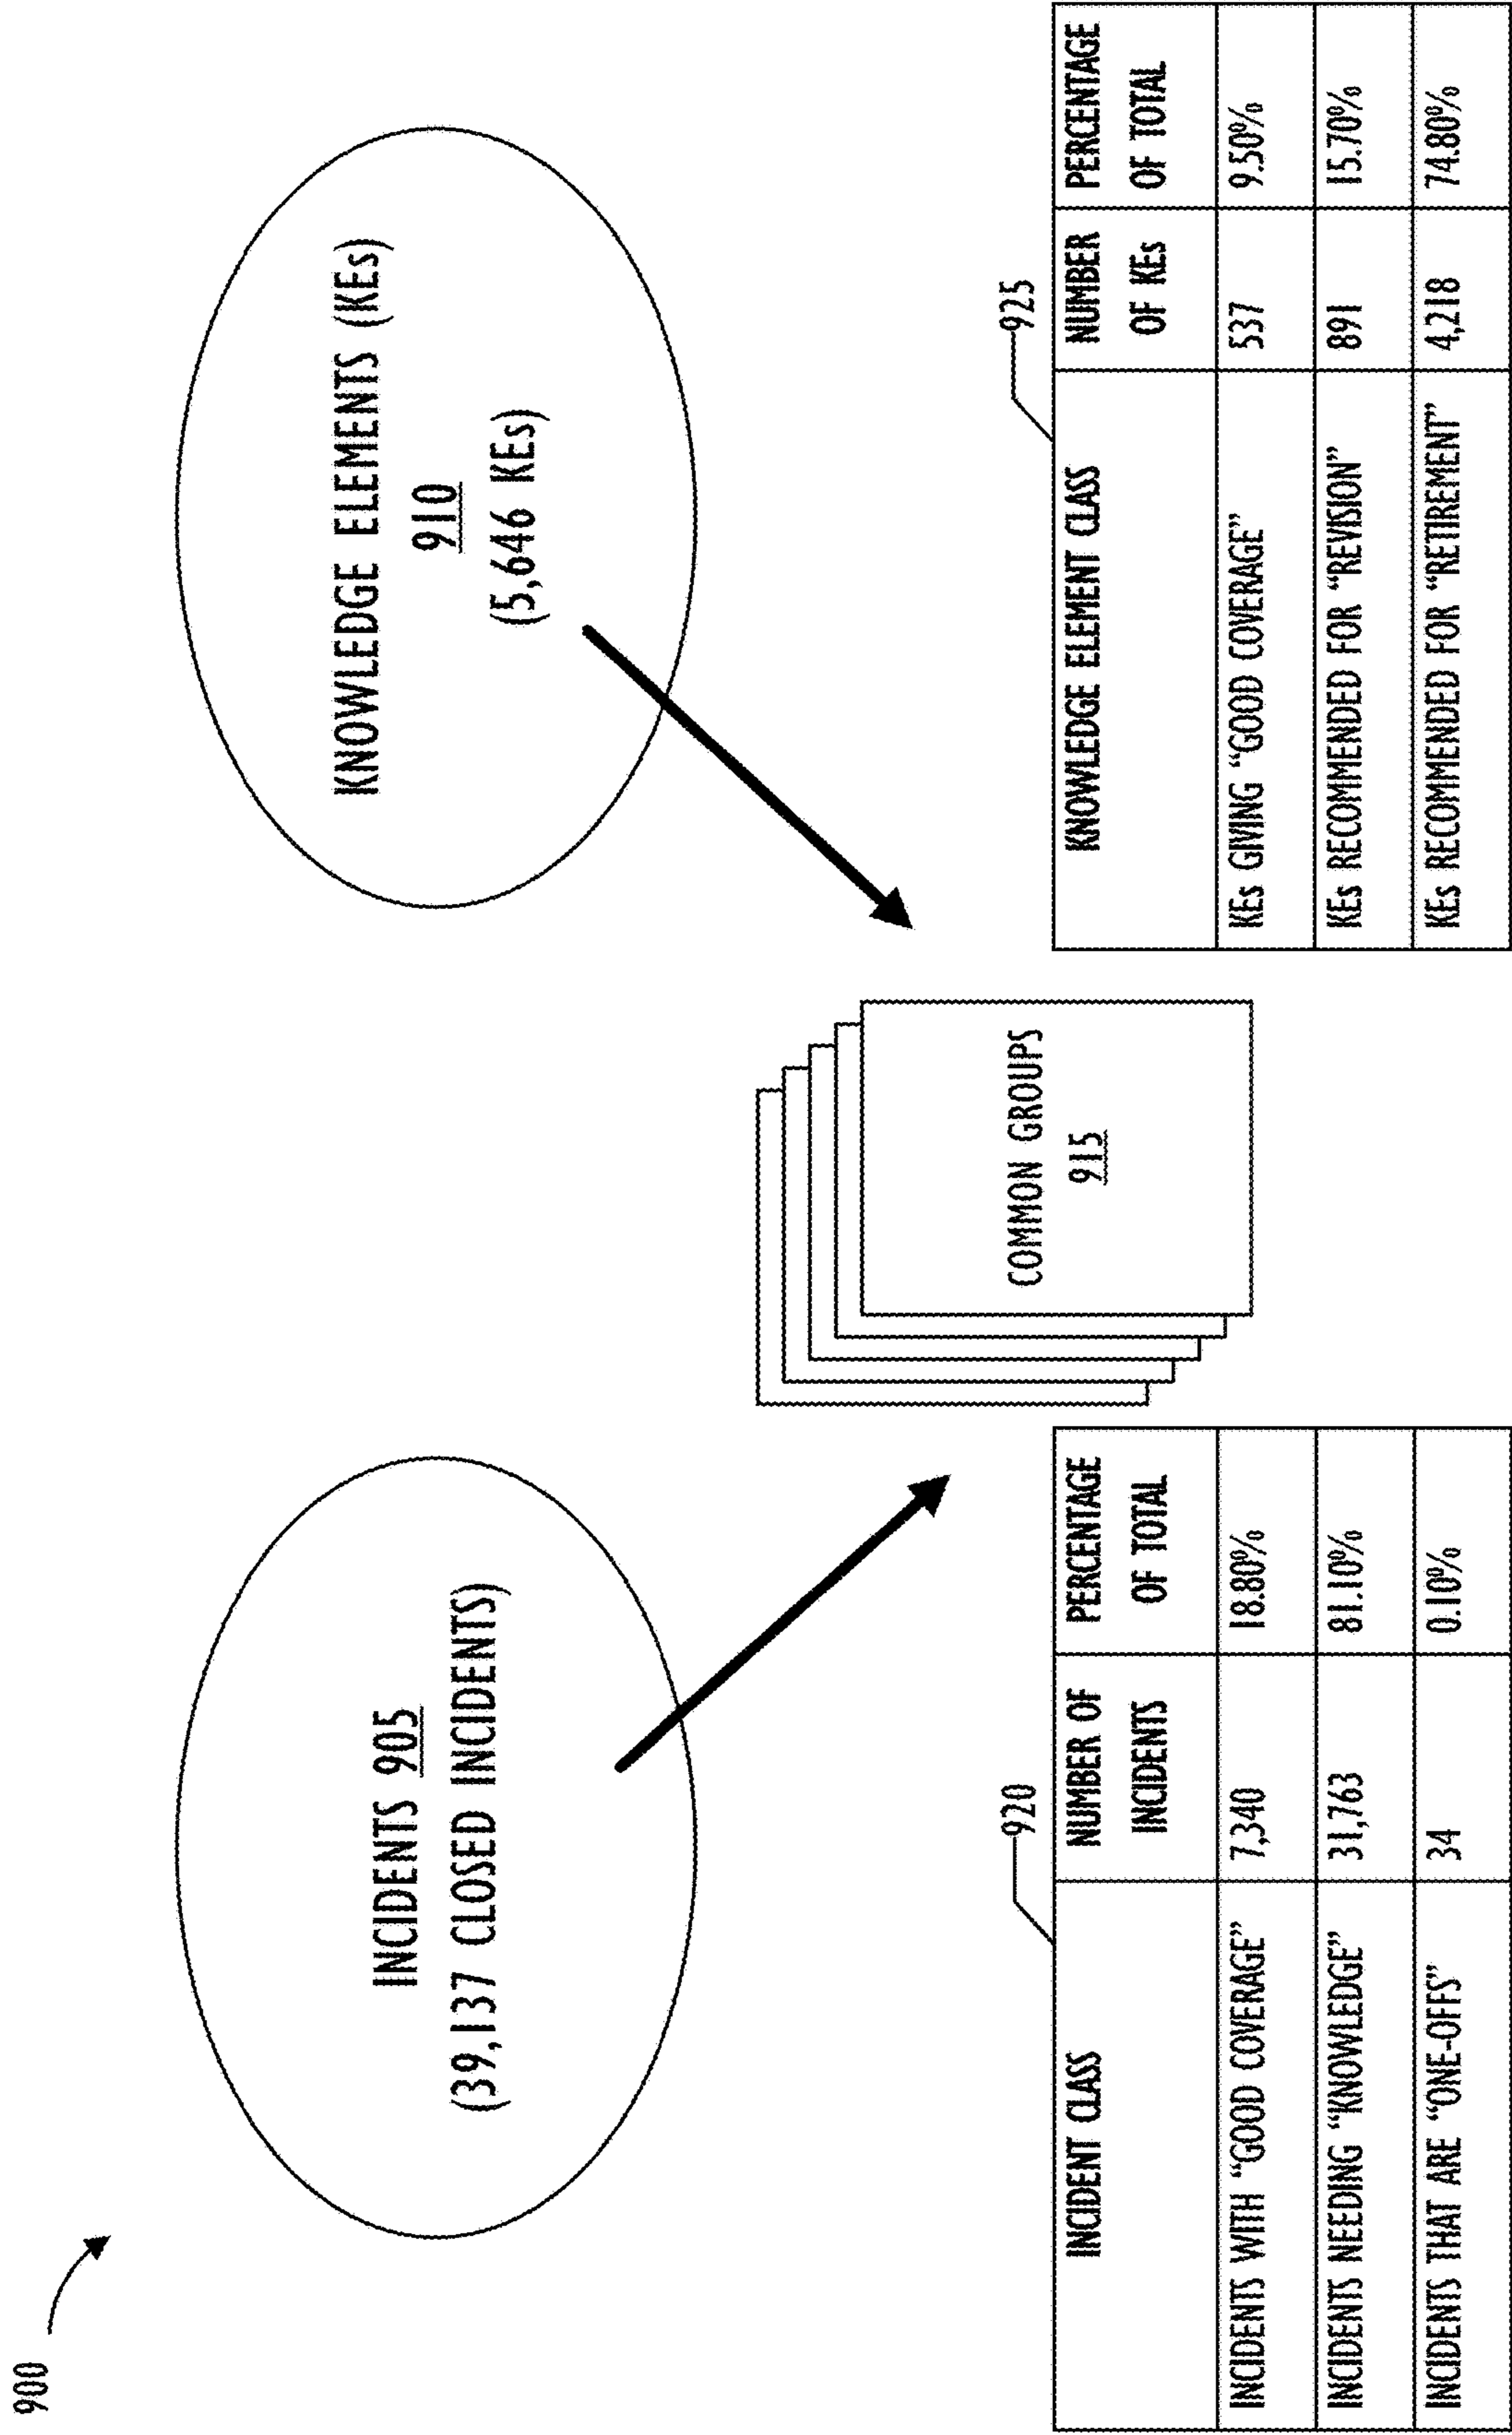 900
INCIDENTS 905
(39,137 CLOSED INCIDENTS)
KNOWLEDGE ELEMENTS (KEs)
910
(5,646 KEs)
COMMON GROUPS
915
920
INCIDENT CLASS NUMBER OF INCIDENTS PERCENTAGE OF TOTAL
INCIDENTS WITH “GOOD COVERAGE” 7,340 18.80%
INCIDENTS NEEDING “KNOWLEDGE” 31,763 81.10%
INCIDENTS THAT ARE “ONE-OFFS” 34 0.10%
925
KNOWLEDGE ELEMENT CLASS NUMBER OF KEs PERCENTAGE OF TOTAL
KEs GIVING “GOOD COVERAGE” 537 9.50%
KEs RECOMMENDED FOR “REVISION” 891 15.70%
KEs RECOMMENDED FOR “RETIREMENT” 4,218 74.80%